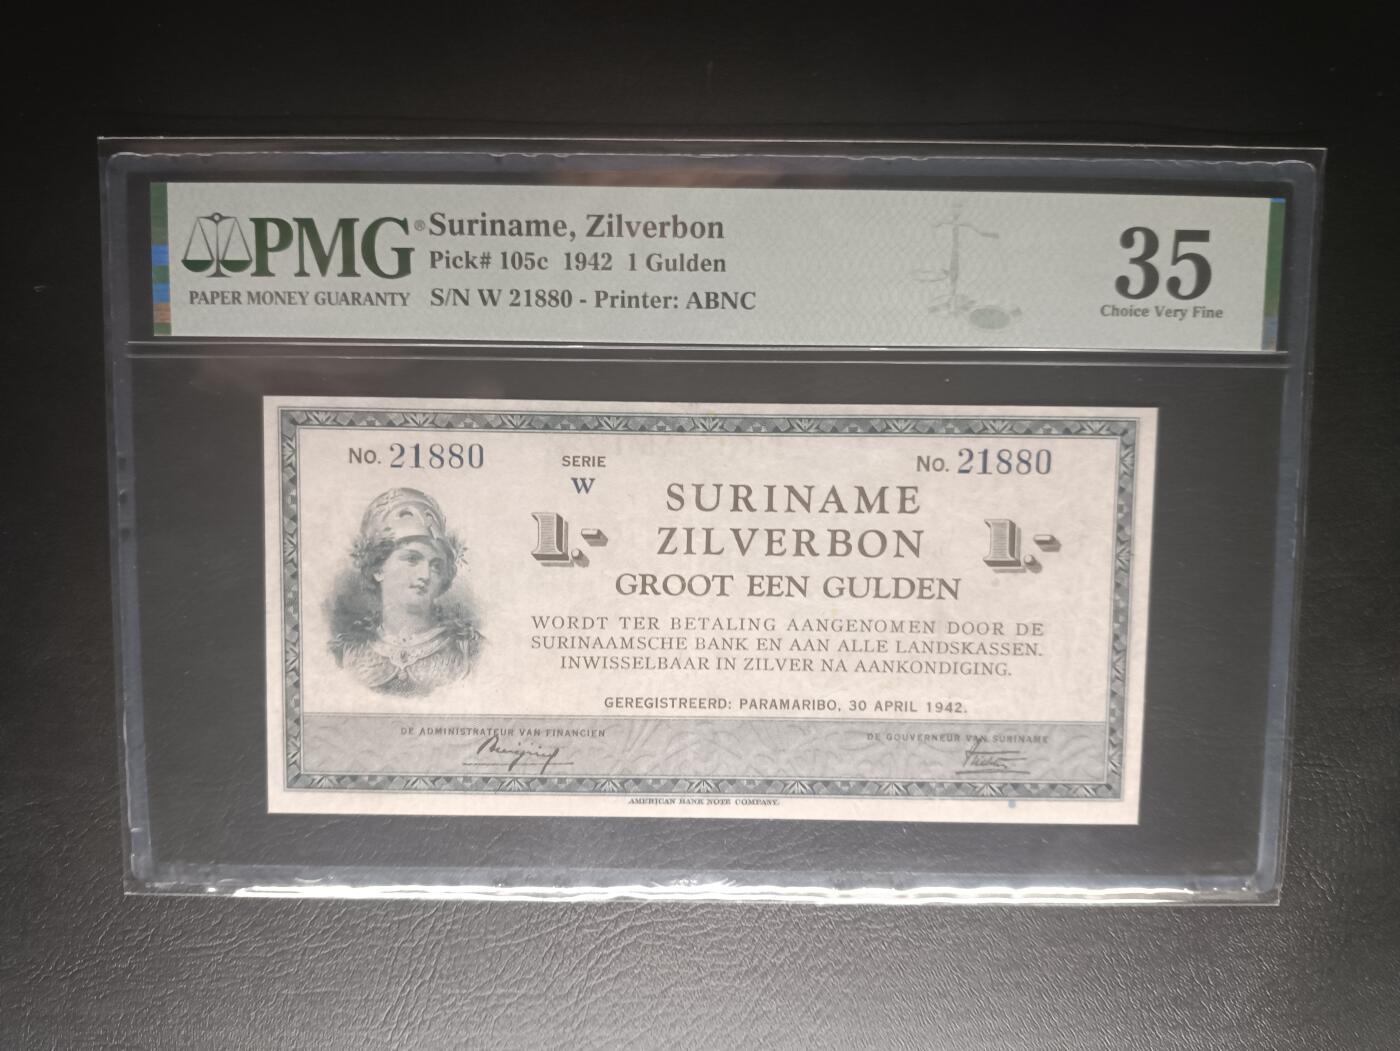 PMG®
PAPER MONEY GUARANTY
Suriname, Zilverbon
Pick# 105c 1942 1 Gulden
S/N W 21880 - Printer: ABNC
35
Choice Very Fine
No. 21880
SERIE
W
No. 21880
SURINAME
1.-
ZILVERBON
1.-
GROOT EEN GULDEN
WORDT TER BETALING AANGENOMEN DOOR DE
SURINAAMSCHE BANK EN AAN ALLE LANDSKASSEN.
INWISSELBAAR IN ZILVER NA AANKONDIGING.
GEREGISTREERD: PARAMARIBO, 30 APRIL 1942.
DE ADMINISTRATEUR VAN FINANCIEN
DE GOUVERNEUR VAN SURINAME
AMERICAN BANK NOTE COMPANY.